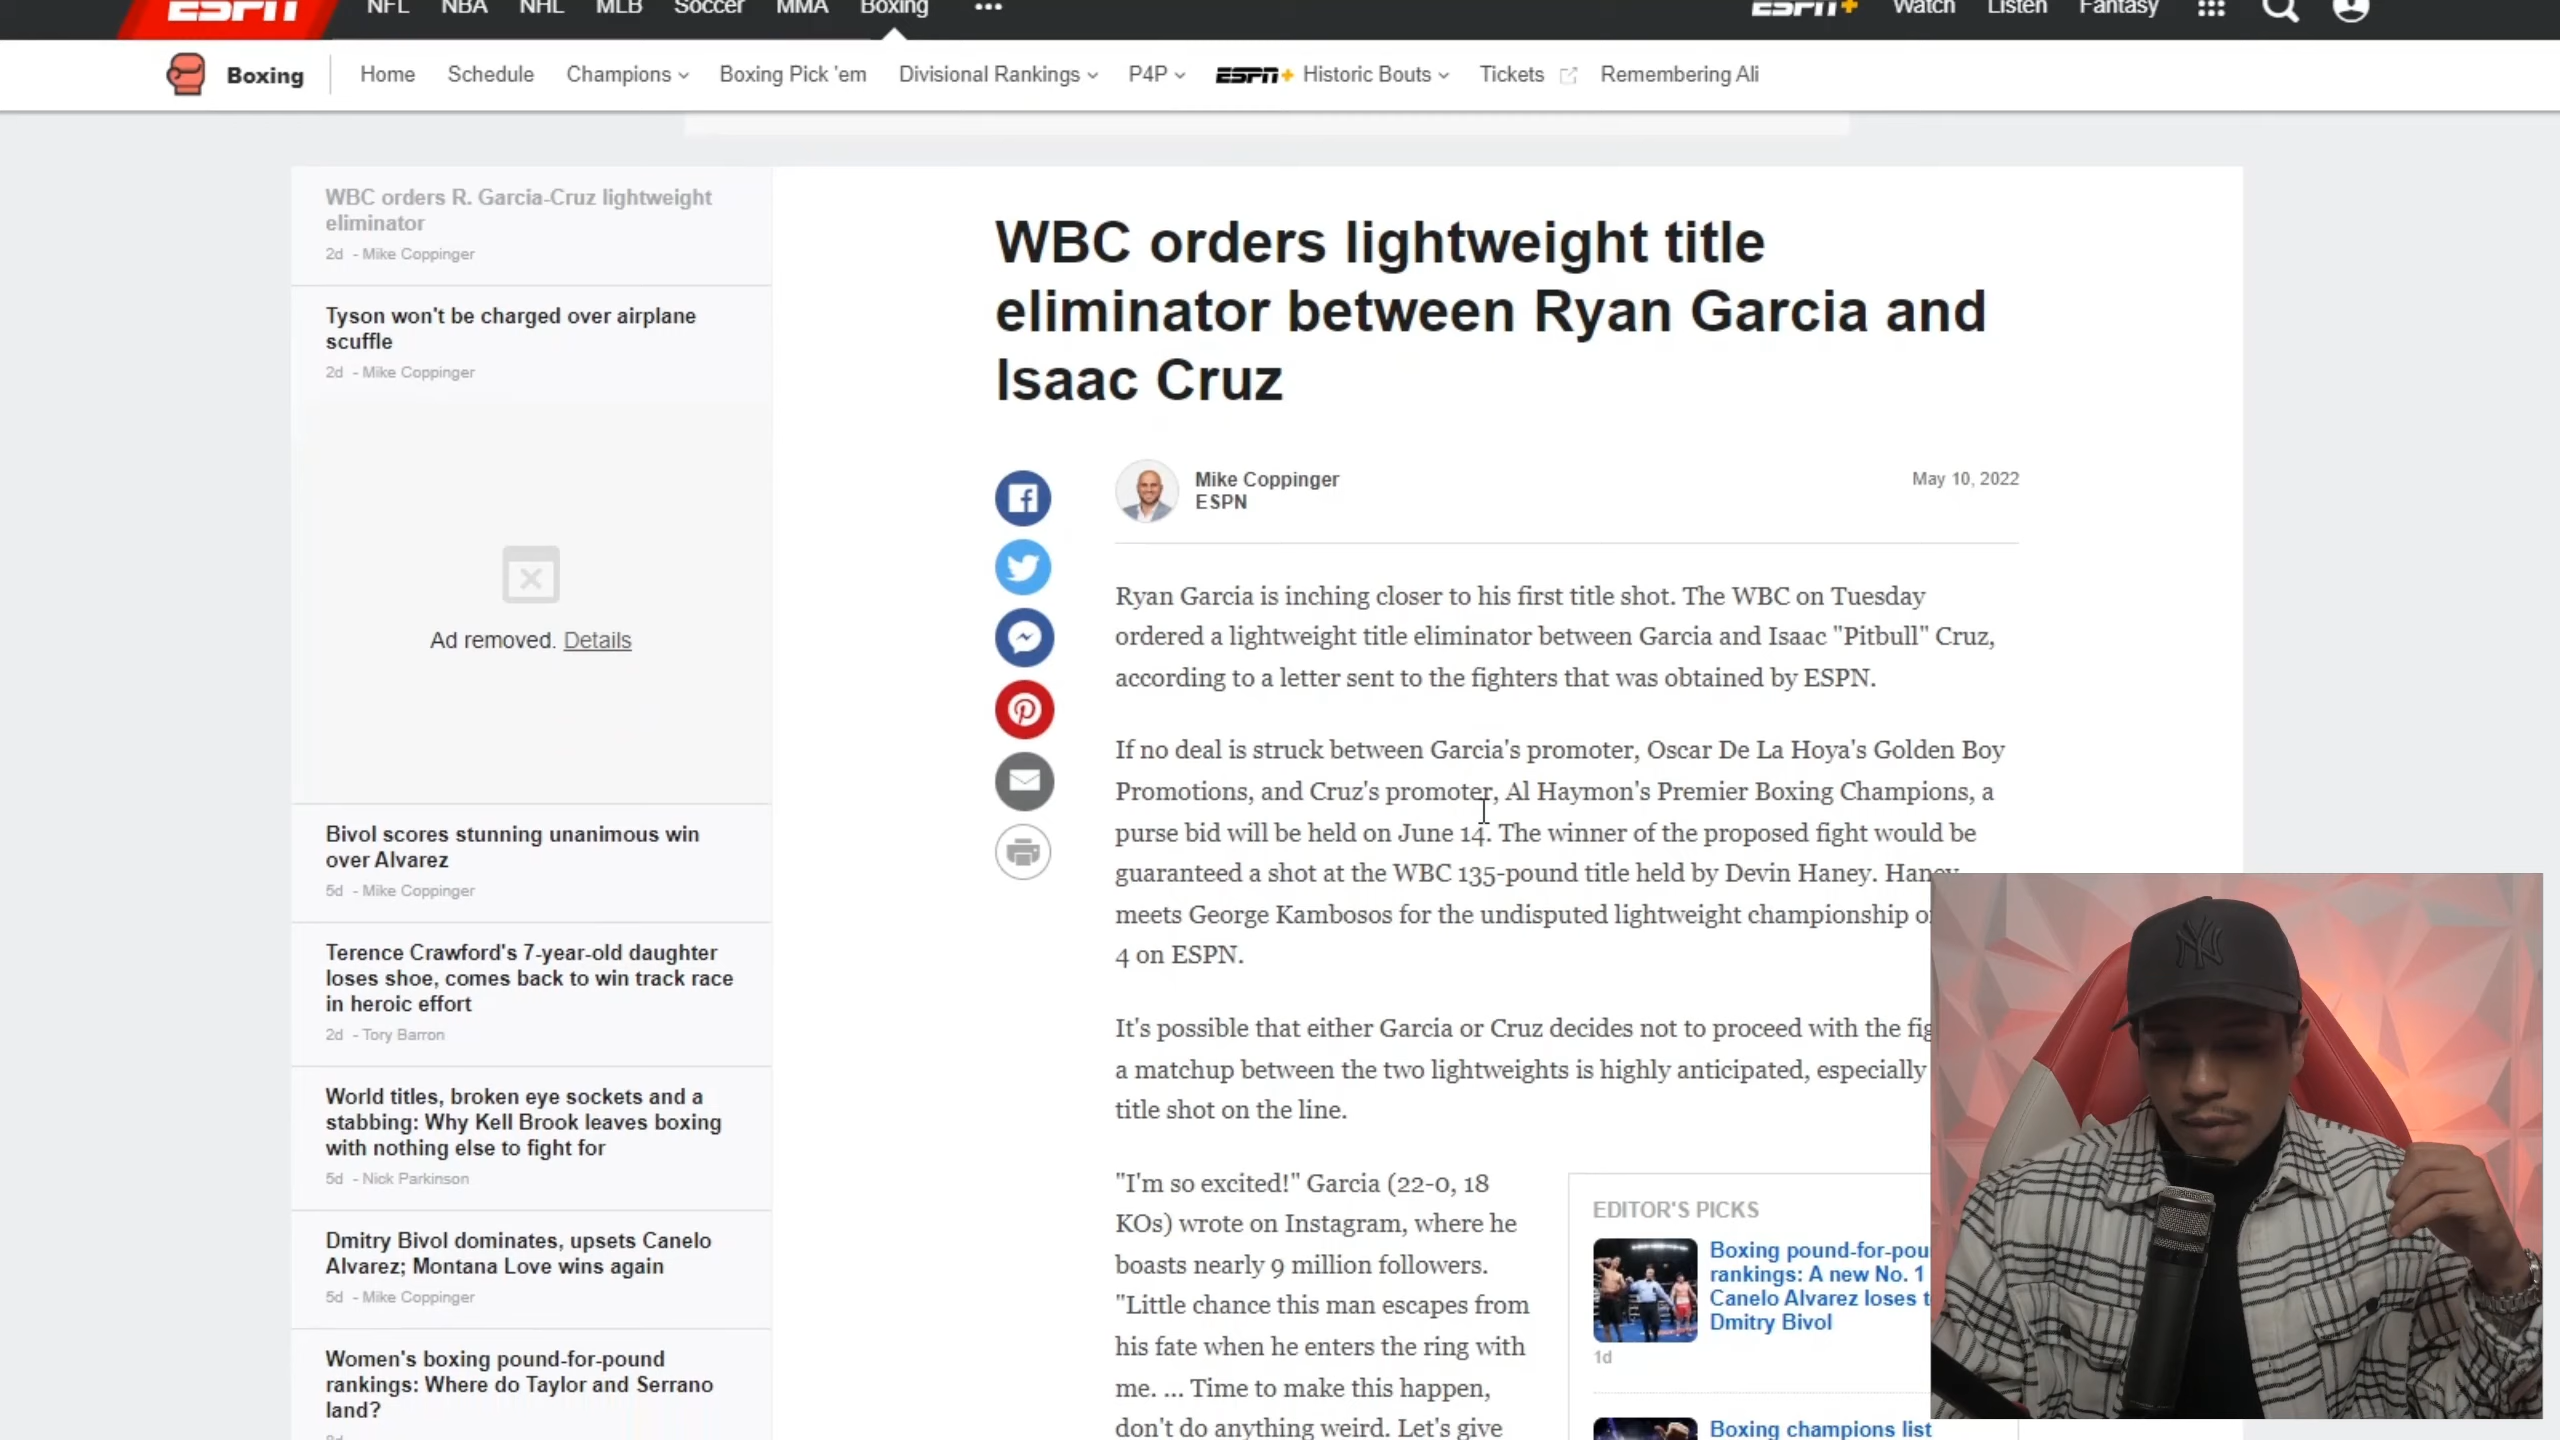 ESPN NFL NBA NHL MLB Soccer MMA Boxing ••• ESPN+ Watch Listen Fantasy
Boxing Home Schedule Champions Boxing Pick 'em Divisional Rankings P4P ESPN+ Historic Bouts Tickets Remembering Ali
WBC orders R. Garcia-Cruz lightweight
eliminator
2d - Mike Coppinger
Tyson won't be charged over airplane
scuffle
2d - Mike Coppinger
Ad removed. Details
Bivol scores stunning unanimous win
over Alvarez
5d - Mike Coppinger
Terence Crawford's 7-year-old daughter
loses shoe, comes back to win track race
in heroic effort
2d - Tory Barron
World titles, broken eye sockets and a
stabbing: Why Kell Brook leaves boxing
with nothing else to fight for
5d - Nick Parkinson
Dmitry Bivol dominates, upsets Canelo
Alvarez; Montana Love wins again
5d - Mike Coppinger
Women's boxing pound-for-pound
rankings: Where do Taylor and Serrano
land?
WBC orders lightweight title
eliminator between Ryan Garcia and
Isaac Cruz
Mike Coppinger
ESPN
May 10, 2022
Ryan Garcia is inching closer to his first title shot. The WBC on Tuesday
ordered a lightweight title eliminator between Garcia and Isaac "Pitbull" Cruz,
according to a letter sent to the fighters that was obtained by ESPN.
If no deal is struck between Garcia's promoter, Oscar De La Hoya's Golden Boy
Promotions, and Cruz's promoter, Al Haymon's Premier Boxing Champions, a
purse bid will be held on June 14. The winner of the proposed fight would be
guaranteed a shot at the WBC 135-pound title held by Devin Haney. Haney
meets George Kambosos for the undisputed lightweight championship
4 on ESPN.
It's possible that either Garcia or Cruz decides not to proceed with the
a matchup between the two lightweights is highly anticipated, especially
title shot on the line.
"I'm so excited!" Garcia (22-0, 18
KOs) wrote on Instagram, where he
boasts nearly 9 million followers.
"Little chance this man escapes from
his fate when he enters the ring with
me. ... Time to make this happen,
don't do anything weird. Let's give
EDITOR'S PICKS
Boxing pound-for-pou
rankings: A new No. 1
Canelo Alvarez loses t
Dmitry Bivol
1d
Boxing champions list
NY